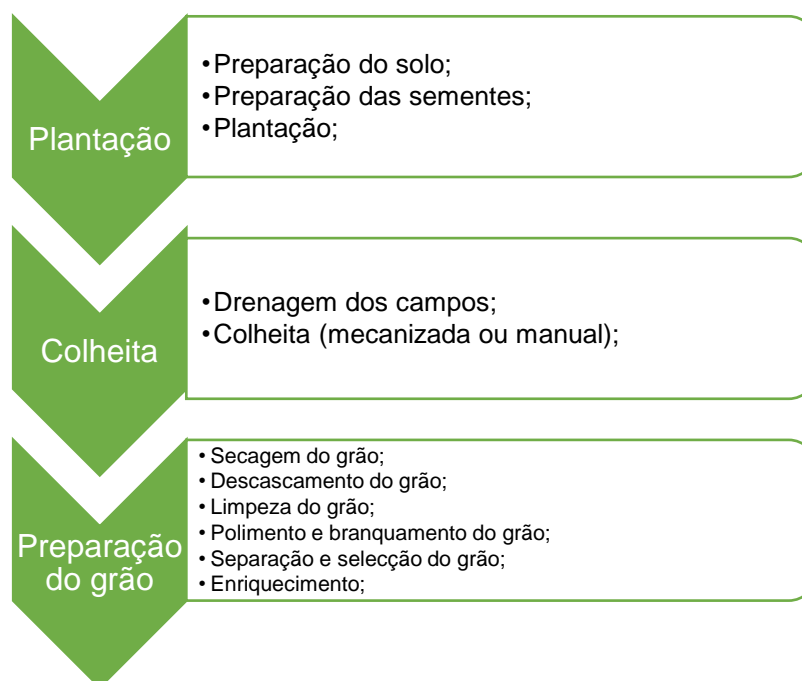 Plantação
•Preparação do solo;
•Preparação das sementes;
•Plantação;
Colheita
•Drenagem dos campos;
•Colheita (mecanizada ou manual);
Preparação
do grão
• Secagem do grão;
• Descascamento do grão;
• Limpeza do grão;
• Polimento e branquamento do grão;
• Separação e selecção do grão;
• Enriquecimento;